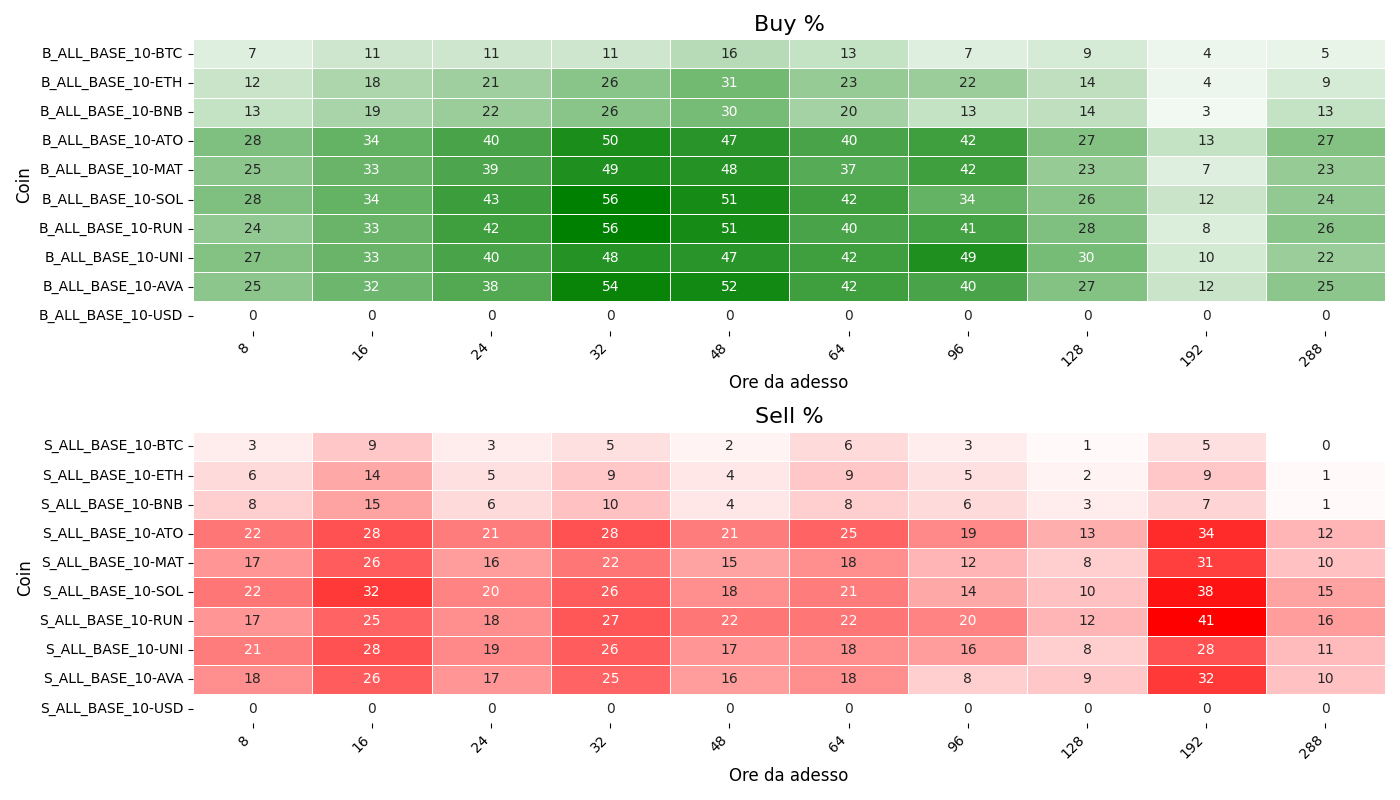 Buy %
Coin
B_ALL_BASE_10-BTC 7 11 11 11 16 13 7 9 4 5
B_ALL_BASE_10-ETH 12 18 21 26 31 23 22 14 4 9
B_ALL_BASE_10-BNB 13 19 22 26 30 20 13 14 3 13
B_ALL_BASE_10-ATO 28 34 40 50 47 40 42 27 13 27
B_ALL_BASE_10-MAT 25 33 39 49 48 37 42 23 7 23
B_ALL_BASE_10-SOL 28 34 43 56 51 42 34 26 12 24
B_ALL_BASE_10-RUN 24 33 42 56 51 40 41 28 8 26
B_ALL_BASE_10-UNI 27 33 40 48 47 42 49 30 10 22
B_ALL_BASE_10-AVA 25 32 38 54 52 42 40 27 12 25
B_ALL_BASE_10-USD 0 0 0 0 0 0 0 0 0 0
8 16 24 32 48 64 96 128 192 288
Ore da adesso
Sell %
Coin
S_ALL_BASE_10-BTC 3 9 3 5 2 6 3 1 5 0
S_ALL_BASE_10-ETH 6 14 5 9 4 9 5 2 9 1
S_ALL_BASE_10-BNB 8 15 6 10 4 8 6 3 7 1
S_ALL_BASE_10-ATO 22 28 21 28 21 25 19 13 34 12
S_ALL_BASE_10-MAT 17 26 16 22 15 18 12 8 31 10
S_ALL_BASE_10-SOL 22 32 20 26 18 21 14 10 38 15
S_ALL_BASE_10-RUN 17 25 18 27 22 22 20 12 41 16
S_ALL_BASE_10-UNI 21 28 19 26 17 18 16 8 28 11
S_ALL_BASE_10-AVA 18 26 17 25 16 18 8 9 32 10
S_ALL_BASE_10-USD 0 0 0 0 0 0 0 0 0 0
8 16 24 32 48 64 96 128 192 288
Ore da adesso